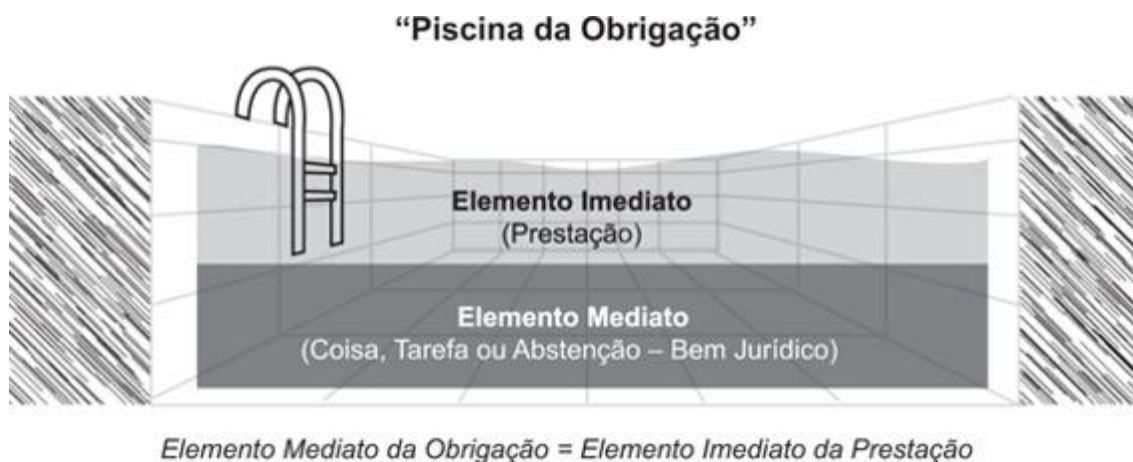 “Piscina da Obrigação”
Elemento Imediato
(Prestação)
Elemento Mediato
(Coisa, Tarefa ou Abstenção – Bem Jurídico)
Elemento Mediato da Obrigação = Elemento Imediato da Prestação